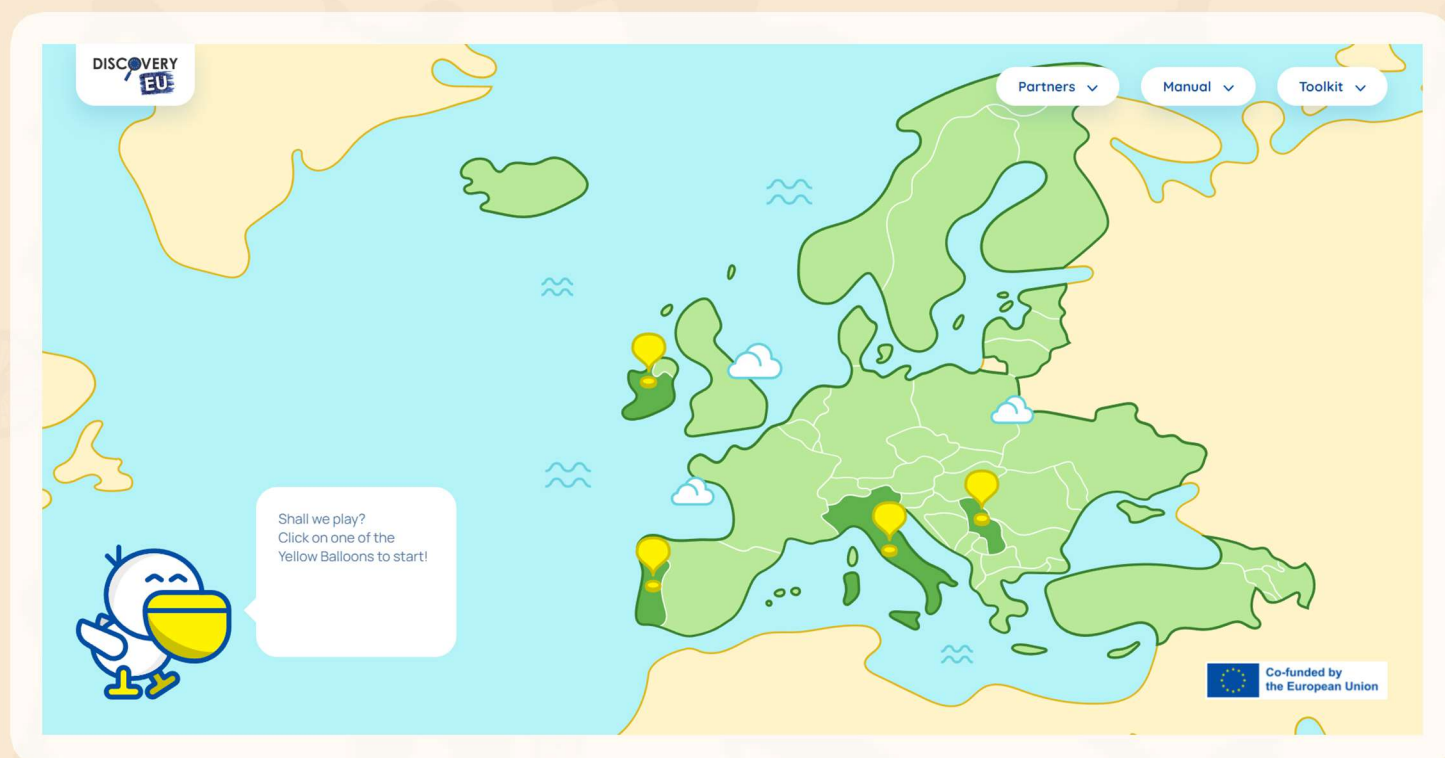 DISCOVERY
EU
Partners
Manual
Toolkit
Shall we play?
Click on one of the
Yellow Balloons to start!
Co-funded by
the European Union